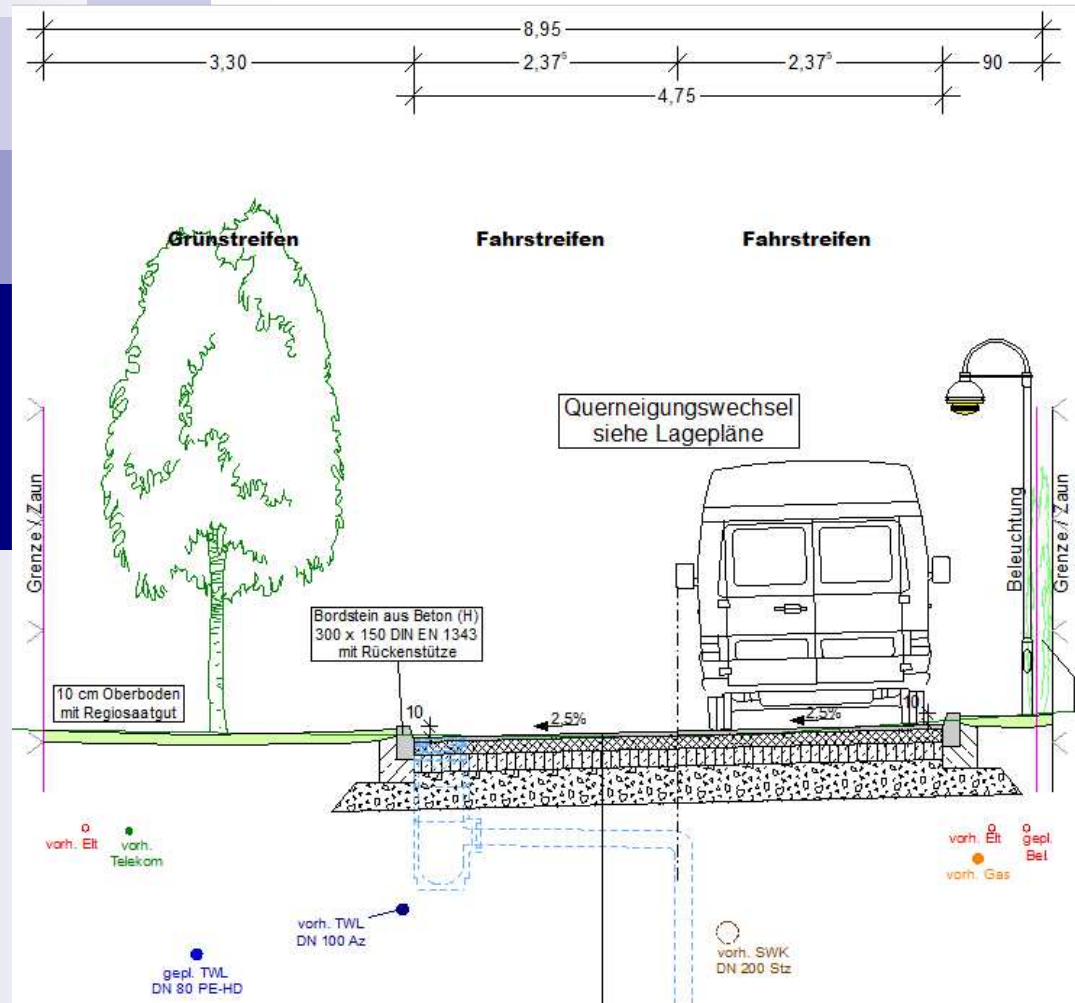 8,95
3,30
2,37⁵
2,37⁵
90
4,75
Grünstreifen
Fahrstreifen
Fahrstreifen
Querneigungswechsel
siehe Lagepläne
Grenze / Zaun
Beleuchtung
Grenze / Zaun
Bordstein aus Beton (H)
300 x 150 DIN EN 1343
mit Rückenstütze
10 cm Oberboden
mit Regiosaatgut
10
2,5%
2,5%
10
vorh. Elt
vorh.
Telekom
vorh. Elt
gepl.
Bel.
vorh. Gas
vorh. TWL
DN 100 Az
gepl. TWL
DN 80 PE-HD
vorh. SWK
DN 200 Stz